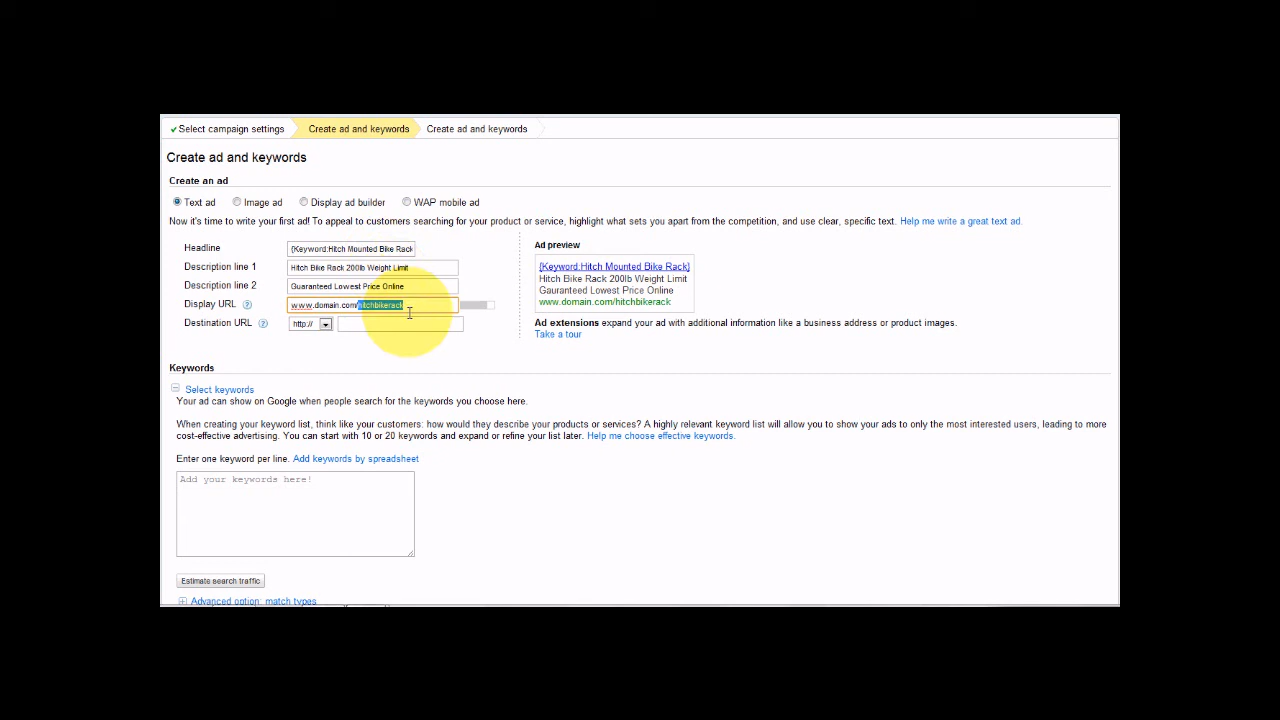 Select campaign settings Create ad and keywords Create ad and keywords
Create ad and keywords
Create an ad
Text ad Image ad Display ad builder WAP mobile ad
Now it's time to write your first ad! To appeal to customers searching for your product or service, highlight what sets you apart from the competition, and use clear, specific text. Help me write a great text ad.
Headline {Keyword:Hitch Mounted Bike Rack
Description line 1 Hitch Bike Rack 200lb Weight Limit
Description line 2 Guaranteed Lowest Price Online
Display URL ? www.domain.com/hitchbikerack
Destination URL ? http://
Ad preview
{Keyword:Hitch Mounted Bike Rack}
Hitch Bike Rack 200lb Weight Limit
Gauranteed Lowest Price Online
www.domain.com/hitchbikerack
Ad extensions expand your ad with additional information like a business address or product images.
Take a tour
Keywords
Select keywords
Your ad can show on Google when people search for the keywords you choose here.
When creating your keyword list, think like your customers: how would they describe your products or services? A highly relevant keyword list will allow you to show your ads to only the most interested users, leading to more
cost-effective advertising. You can start with 10 or 20 keywords and expand or refine your list later. Help me choose effective keywords.
Enter one keyword per line. Add keywords by spreadsheet
Add your keywords here!
Estimate search traffic
Advanced option: match types